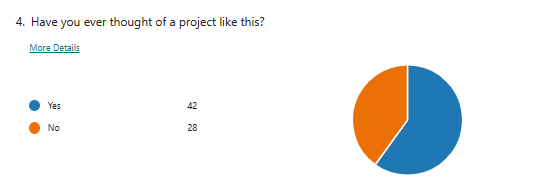 4. Have you ever thought of a project like this?
More Details
Yes 42
No 28